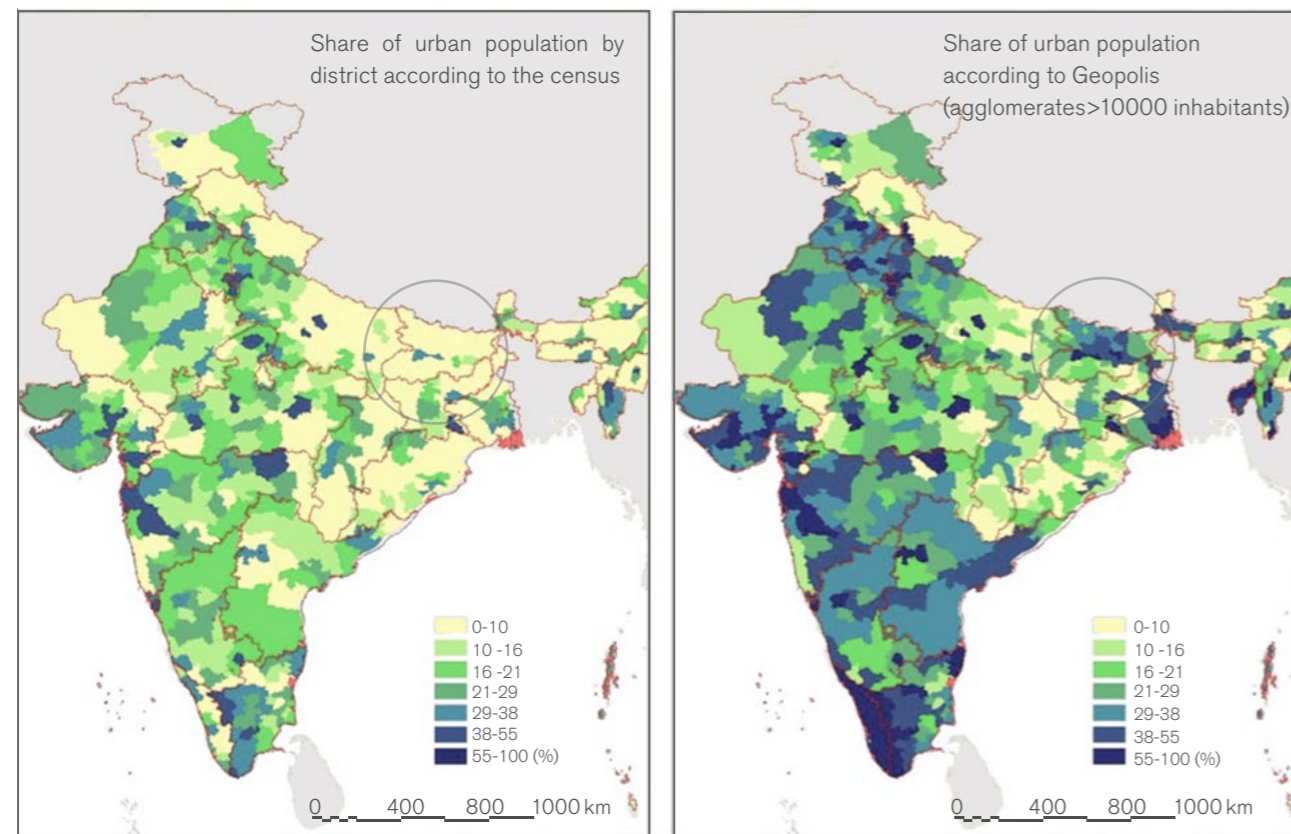 Share of urban population by
district according to the census
0-10
10 -16
16 -21
21-29
29-38
38-55
55-100 (%)
0 400 800 1000 km
Share of urban population
according to Geopolis
(agglomerates>10000 inhabitants)
0-10
10 -16
16 -21
21-29
29-38
38-55
55-100 (%)
0 400 800 1000 km